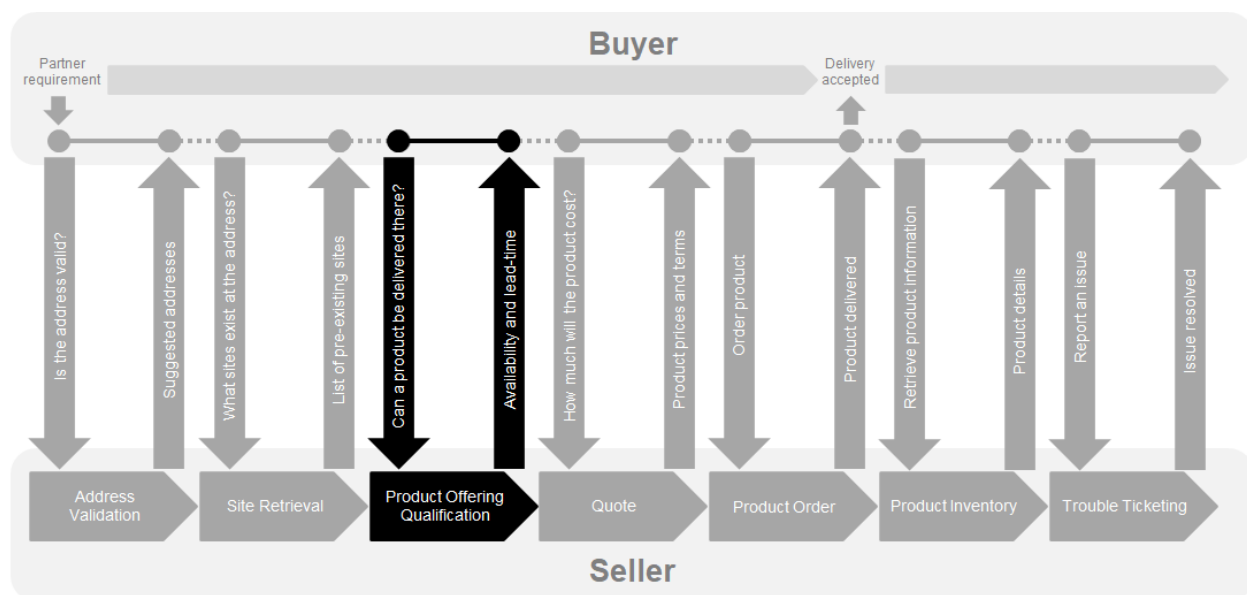 Buyer
Partner
requirement
Delivery
accepted
Is the address valid?
Suggested addresses
What sites exist at the address?
List of pre-existing sites
Can a product be delivered there?
Availability and lead-time
How much will the product cost?
Product prices and terms
Order product
Product delivered
Retrieve product information
Product details
Report an issue
Issue resolved
Address
Validation
Site Retrieval
Product Offering
Qualification
Quote
Product Order
Product Inventory
Trouble Ticketing
Seller